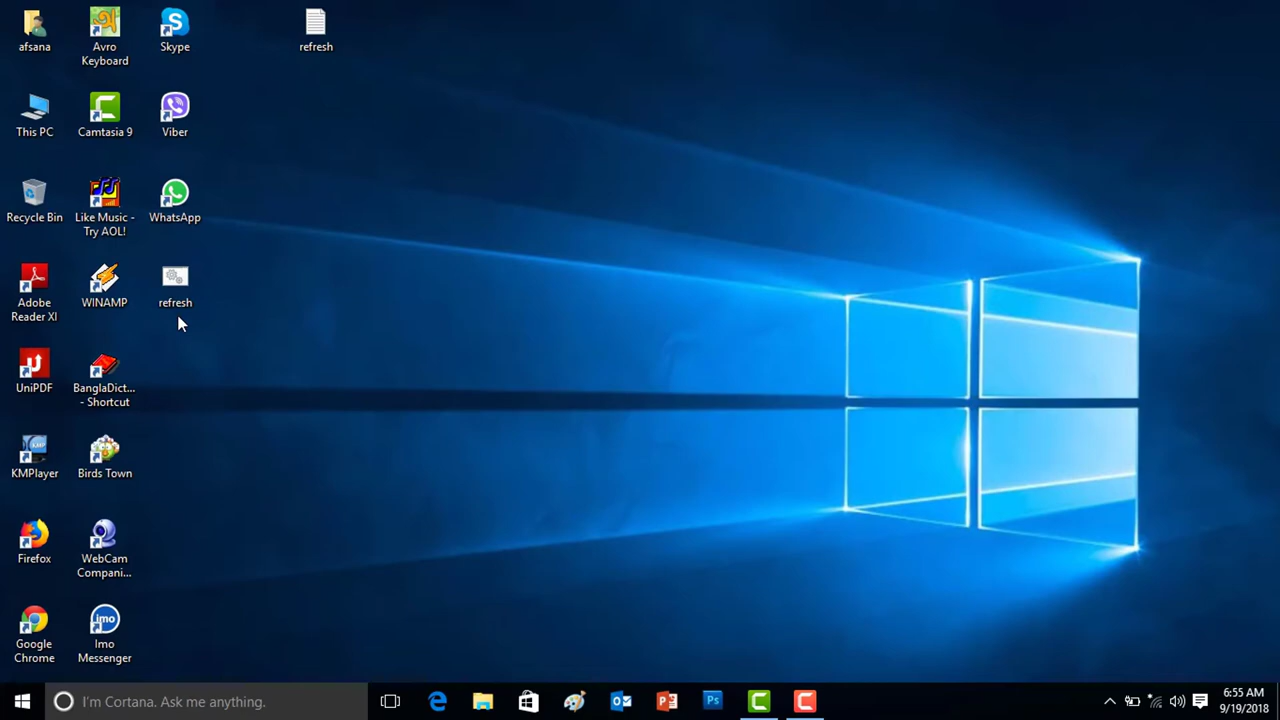 afsana
Avro
Keyboard
Skype
refresh
This PC
Camtasia 9
Viber
Recycle Bin
Like Music -
Try AOL!
WhatsApp
Adobe
Reader XI
WINAMP
refresh
UniPDF
BanglaDict...
- Shortcut
KMPlayer
Birds Town
Firefox
WebCam
Compani...
Google
Chrome
imo
Imo
Messenger
I'm Cortana. Ask me anything.
Ps
6:55 AM
9/19/2018